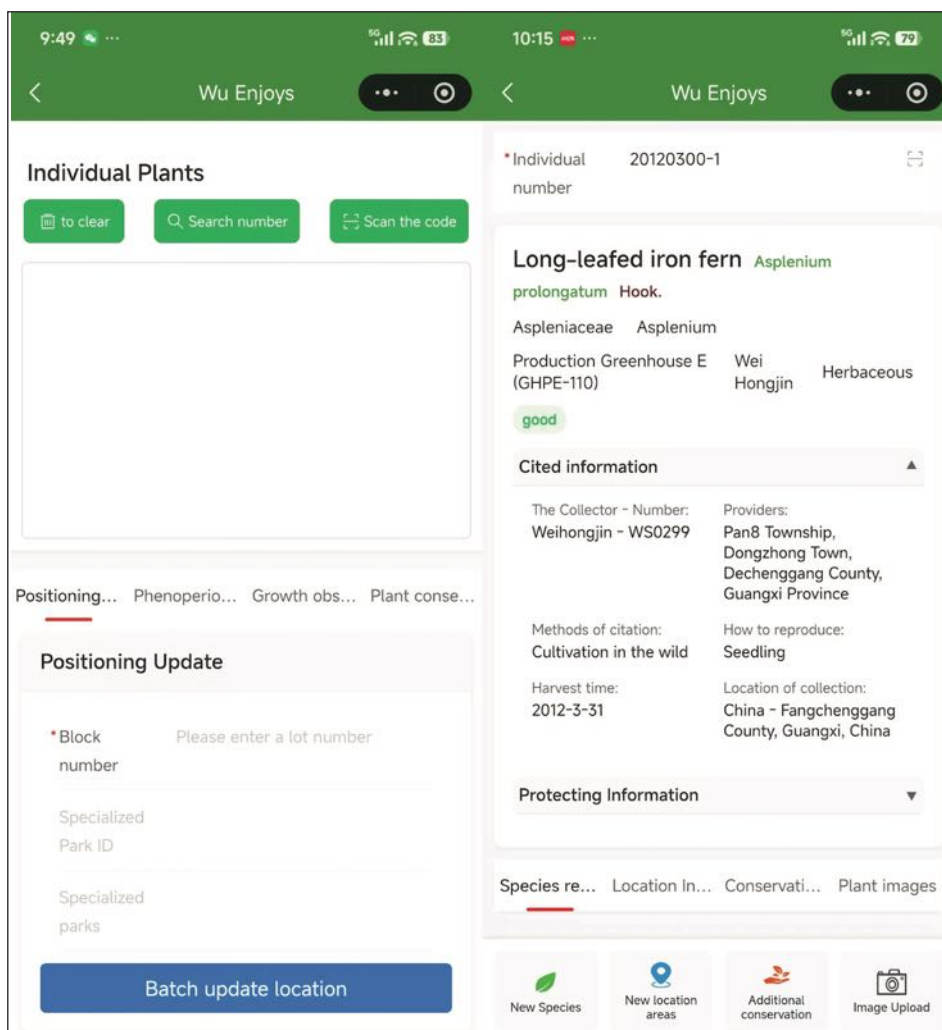 9:49 ... 5G 83
Wu Enjoys
Individual Plants
to clear
Search number
Scan the code
Positioning... Phenoperio... Growth obs... Plant conse...
Positioning Update
*Block
number
Please enter a lot number
Specialized
Park ID
Specialized
parks
Batch update location
10:15 ... 5G 79
Wu Enjoys
*Individual
number
20120300-1
Long-leafed iron fern Asplenium
prolongatum Hook.
Aspleniaceae Asplenium
Production Greenhouse E
(GHPE-110)
Wei
Hongjin
Herbaceous
good
Cited information ▲
The Collector - Number:
Weihongjin - WS0299
Providers:
Pan8 Township,
Dongzhong Town,
Dechenggang County,
Guangxi Province
Methods of citation:
Cultivation in the wild
How to reproduce:
Seedling
Harvest time:
2012-3-31
Location of collection:
China - Fangchenggang
County, Guangxi, China
Protecting Information ▼
Species re... Location In... Conservati... Plant images
New Species
New location
areas
Additional
conservation
Image Upload